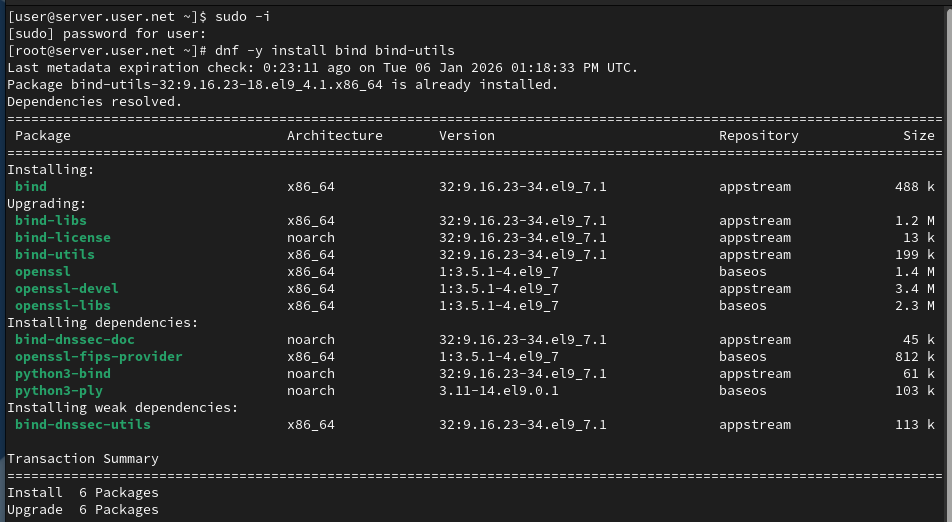 [user@server.user.net ~]$ sudo -i
[sudo] password for user:
[root@server.user.net ~]# dnf -y install bind bind-utils
Last metadata expiration check: 0:23:11 ago on Tue 06 Jan 2026 01:18:33 PM UTC.
Package bind-utils-32:9.16.23-18.el9_4.1.x86_64 is already installed.
Dependencies resolved.
================================================================================
 Package                          Architecture       Version                            Repository             Size
================================================================================
Installing:
 bind                             x86_64             32:9.16.23-34.el9_7.1              appstream             488 k
Upgrading:
 bind-libs                        x86_64             32:9.16.23-34.el9_7.1              appstream             1.2 M
 bind-license                     noarch             32:9.16.23-34.el9_7.1              appstream              13 k
 bind-utils                       x86_64             32:9.16.23-34.el9_7.1              appstream             199 k
 openssl                          x86_64             1:3.5.1-4.el9_7                    baseos                1.4 M
 openssl-devel                    x86_64             1:3.5.1-4.el9_7                    appstream             3.4 M
 openssl-libs                     x86_64             1:3.5.1-4.el9_7                    baseos                2.3 M
Installing dependencies:
 bind-dnssec-doc                  noarch             32:9.16.23-34.el9_7.1              appstream              45 k
 openssl-fips-provider            x86_64             1:3.5.1-4.el9_7                    baseos                812 k
 python3-bind                     noarch             32:9.16.23-34.el9_7.1              appstream              61 k
 python3-ply                      noarch             3.11-14.el9.0.1                    baseos                103 k
Installing weak dependencies:
 bind-dnssec-utils                x86_64             32:9.16.23-34.el9_7.1              appstream             113 k

Transaction Summary
================================================================================
Install  6 Packages
Upgrade  6 Packages